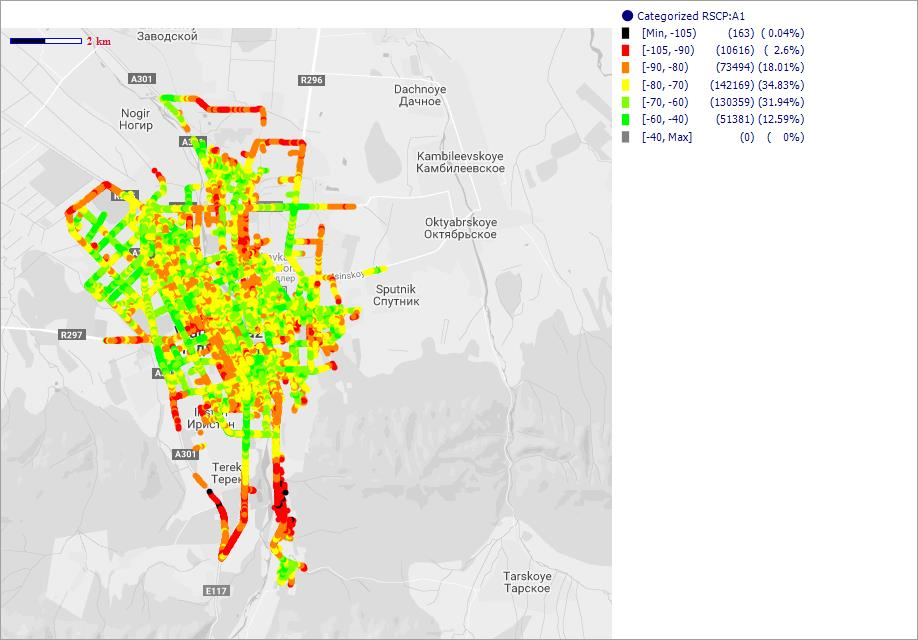 Categorized RSCP:A1
[Min, -105) (163) ( 0.04%)
[-105, -90) (10616) ( 2.6%)
[-90, -80) (73494) (18.01%)
[-80, -70) (142169) (34.83%)
[-70, -60) (130359) (31.94%)
[-60, -40) (51381) (12.59%)
[-40, Max] (0) ( 0%)
2 km
Заводской
A301
R296
Dachnoye
Дачное
Nogir
Ногир
Kambileevskoye
Камбилеевское
Oktyabrskoye
Октябрьское
Sputnik
Спутник
R297
Иристон
A301
Terek
Терек
E117
Tarskoye
Тарское